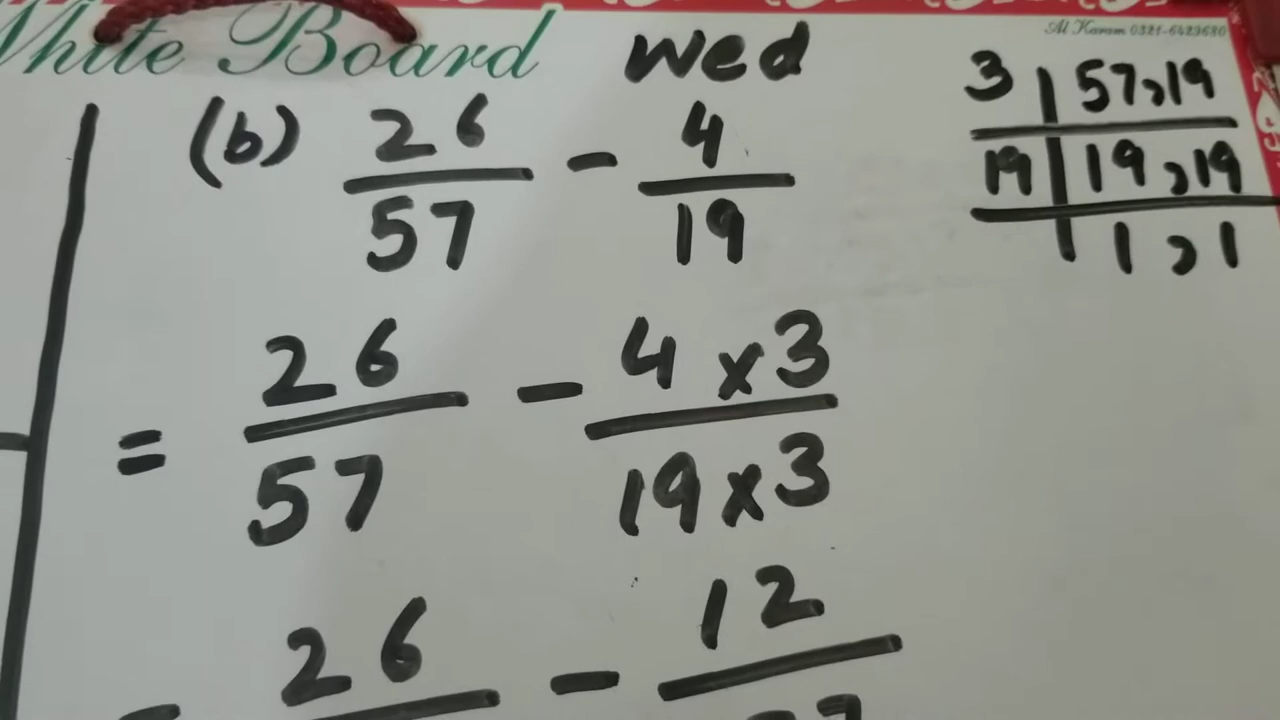 White Board
Al Karam 0321-6423680
Wed
(b) 26/57 - 4/19
3 | 57,19
19 | 19,19
1,1
= 26/57 - 4×3/19×3
= 26 - 12